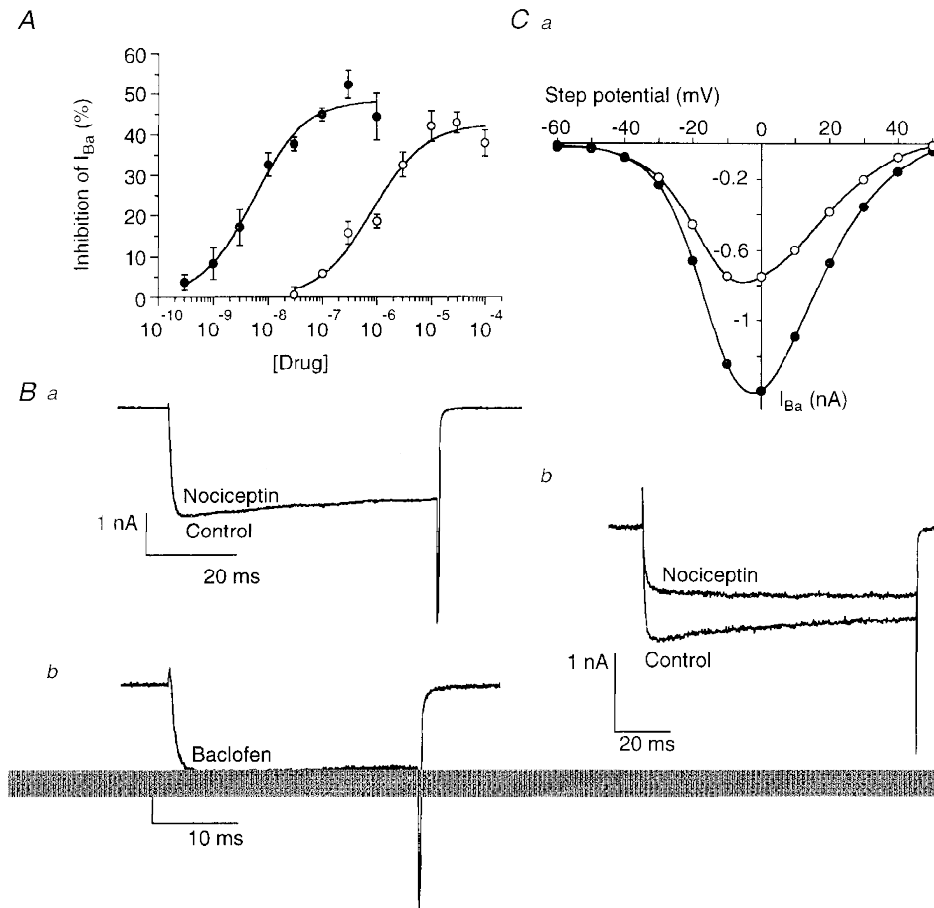 A
60
50
40
30
20
10
0
Inhibition of I_Ba (%)
10^-10 10^-9 10^-8 10^-7 10^-6 10^-5 10^-4
[Drug]
B a
Nociceptin
Control
1 nA
20 ms
b
Baclofen
10 ms
C a
Step potential (mV)
-60 -40 -20 0 20 40
-0.2
-0.6
-1
I_Ba (nA)
b
Nociceptin
Control
1 nA
20 ms